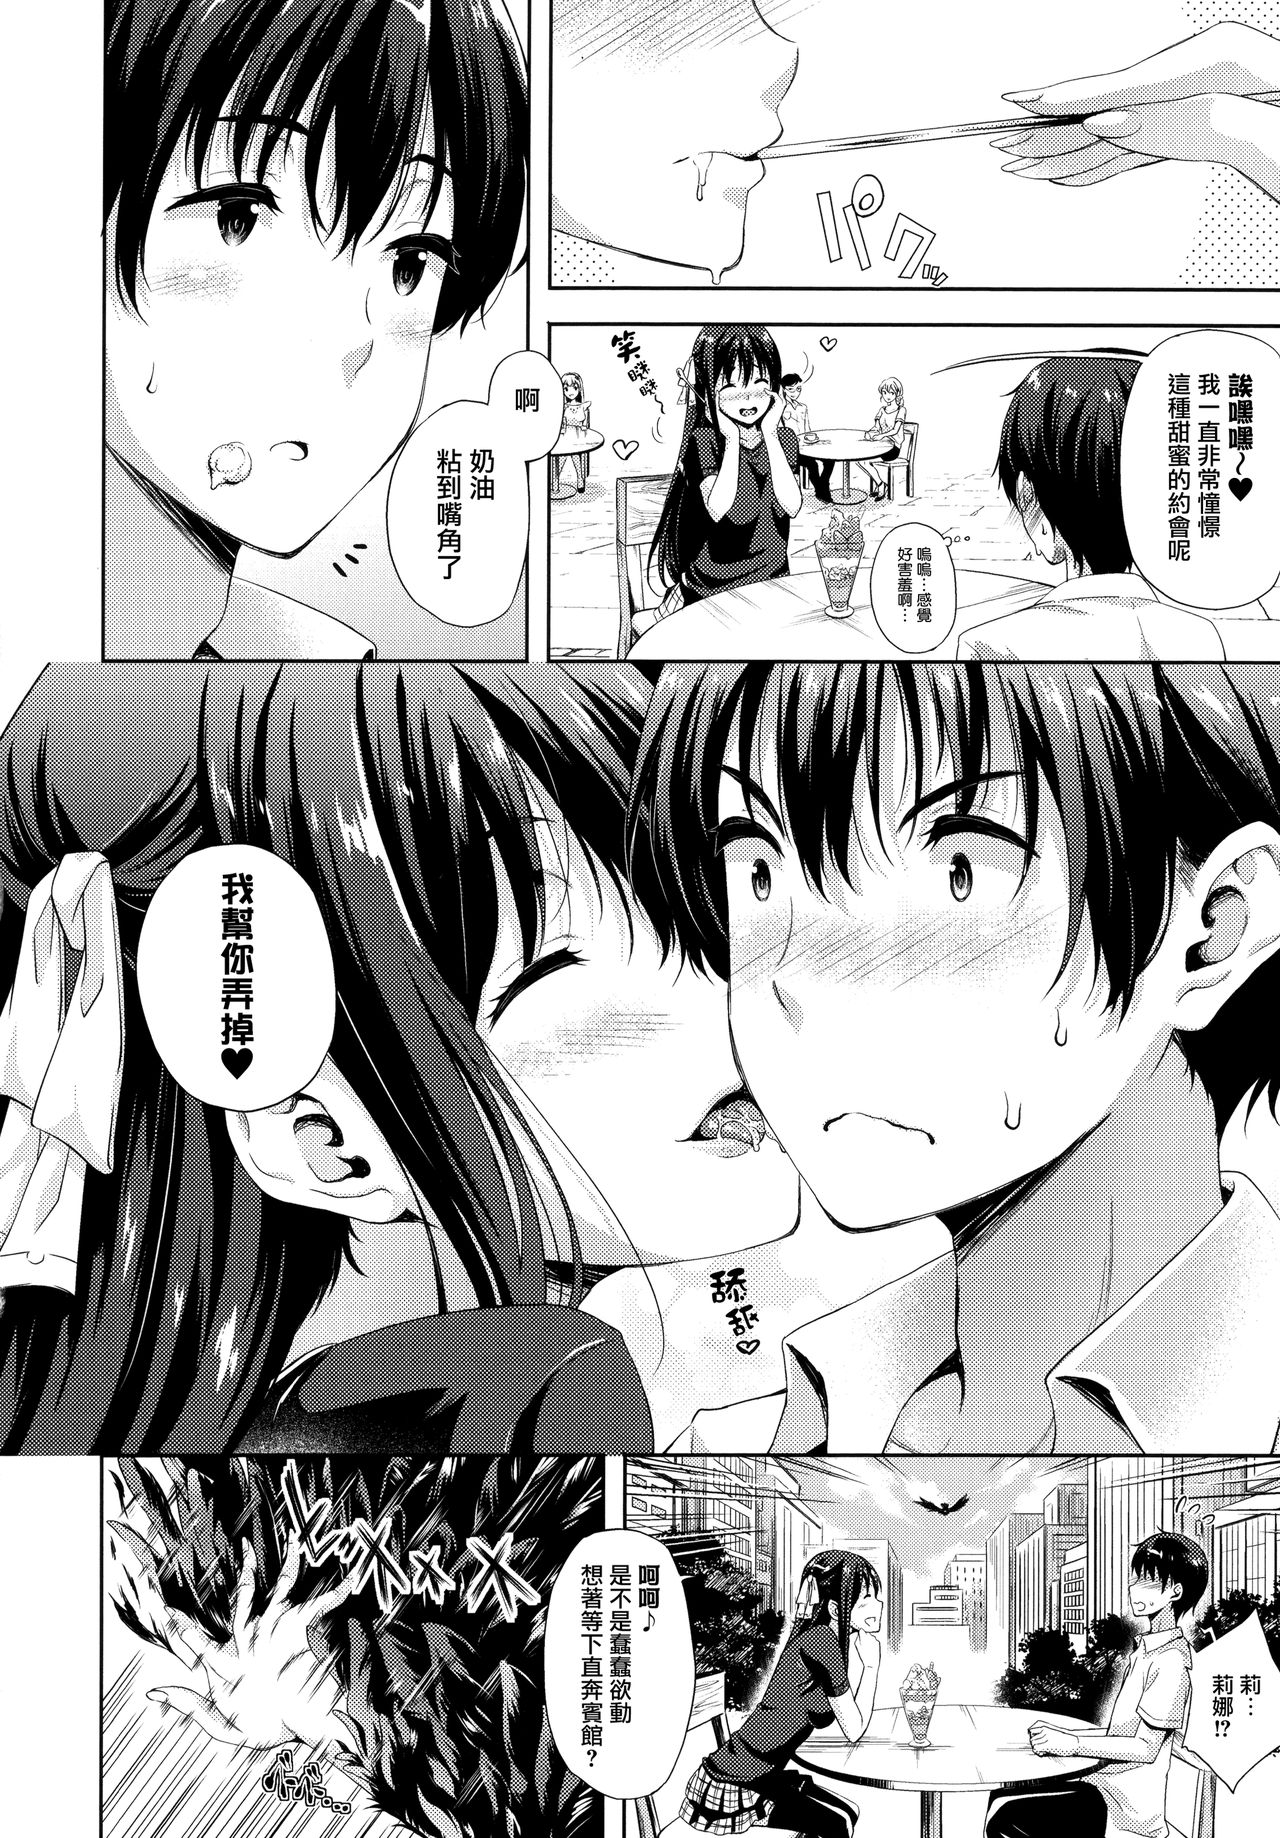 パクッ
誒嘿嘿～♥
我一直非常憧憬
這種甜蜜的約會呢
笑
瞇瞇～
嗚嗚…感覺
好害羞啊…
啊
奶油
粘到嘴角了
我幫你弄掉♥
舔舔♡
莉…
莉娜!?
呵呵♪
是不是蠢蠢欲動
想著等下直奔賓館？